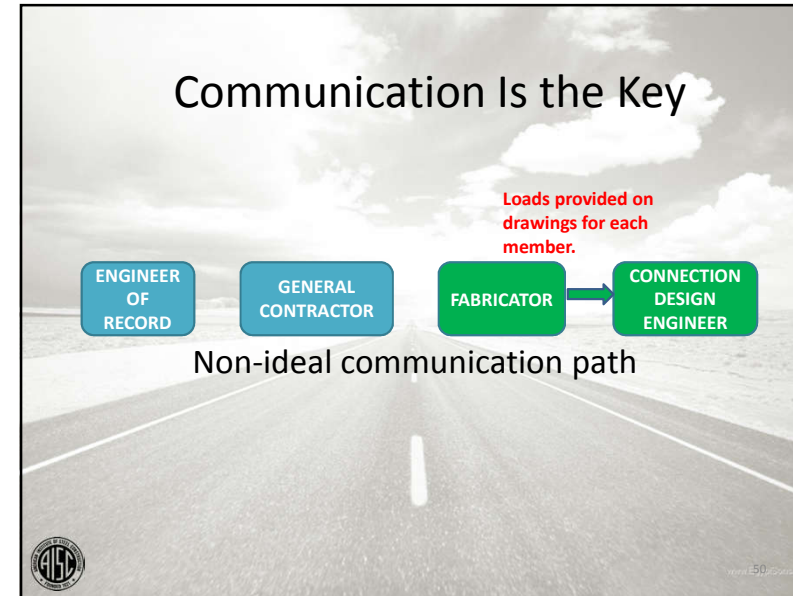 Communication Is the Key
Loads provided on
drawings for each
member.
ENGINEER
OF
RECORD
GENERAL
CONTRACTOR
FABRICATOR
CONNECTION
DESIGN
ENGINEER
Non-ideal communication path
AISC
50